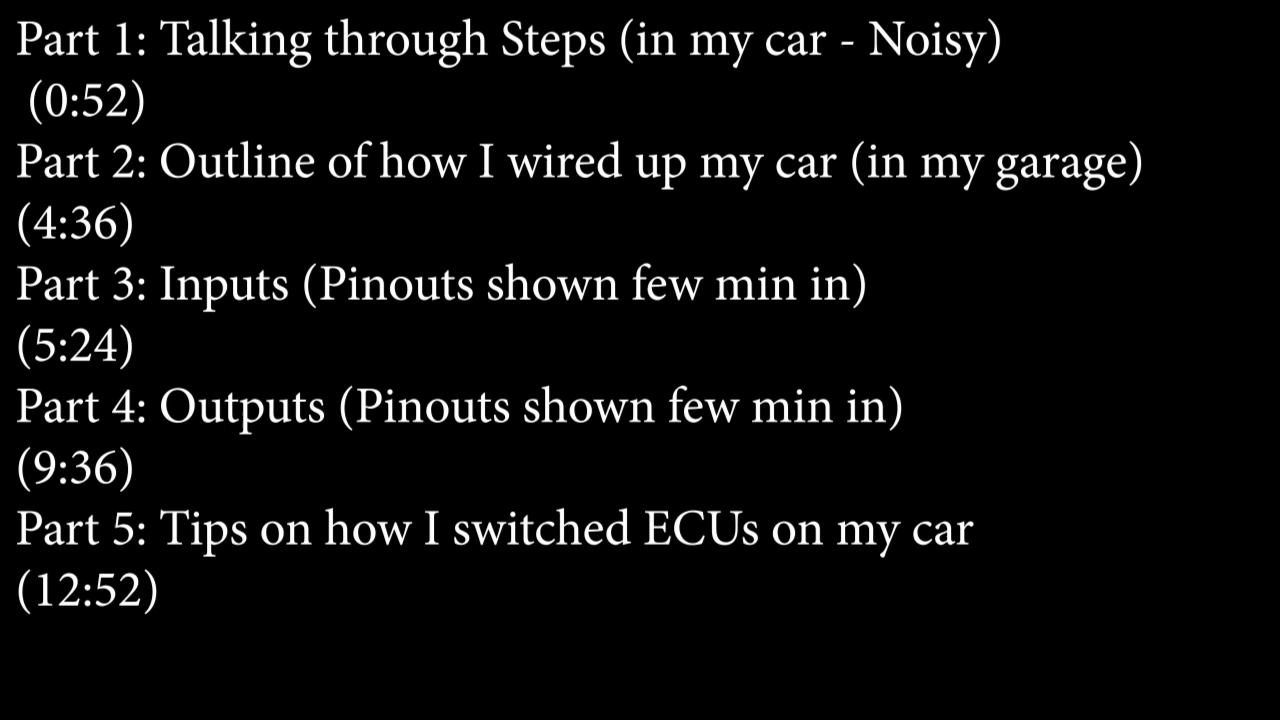 Part 1: Talking through Steps (in my car - Noisy)
(0:52)
Part 2: Outline of how I wired up my car (in my garage)
(4:36)
Part 3: Inputs (Pinouts shown few min in)
(5:24)
Part 4: Outputs (Pinouts shown few min in)
(9:36)
Part 5: Tips on how I switched ECUs on my car
(12:52)